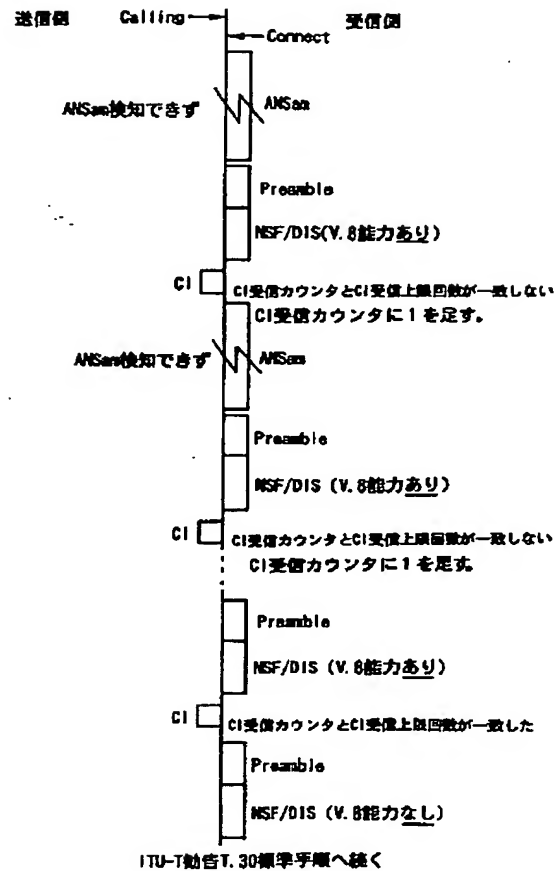 送信側 Calling 受信側
Connect
ANSam検知できず ANSam
Preamble
NSF/DIS(V.8能力あり)
CI CI受信カウンタとCI受信上限回数が一致しない
CI受信カウンタに1を足す。
ANSam検知できず ANSam
Preamble
NSF/DIS (V.8能力あり)
CI CI受信カウンタとCI受信上限回数が一致しない
CI受信カウンタに1を足す。
Preamble
NSF/DIS (V.8能力あり)
CI CI受信カウンタとCI受信上限回数が一致した
Preamble
NSF/DIS (V.8能力なし)
ITU-T勧告T.30標準手順へ続く